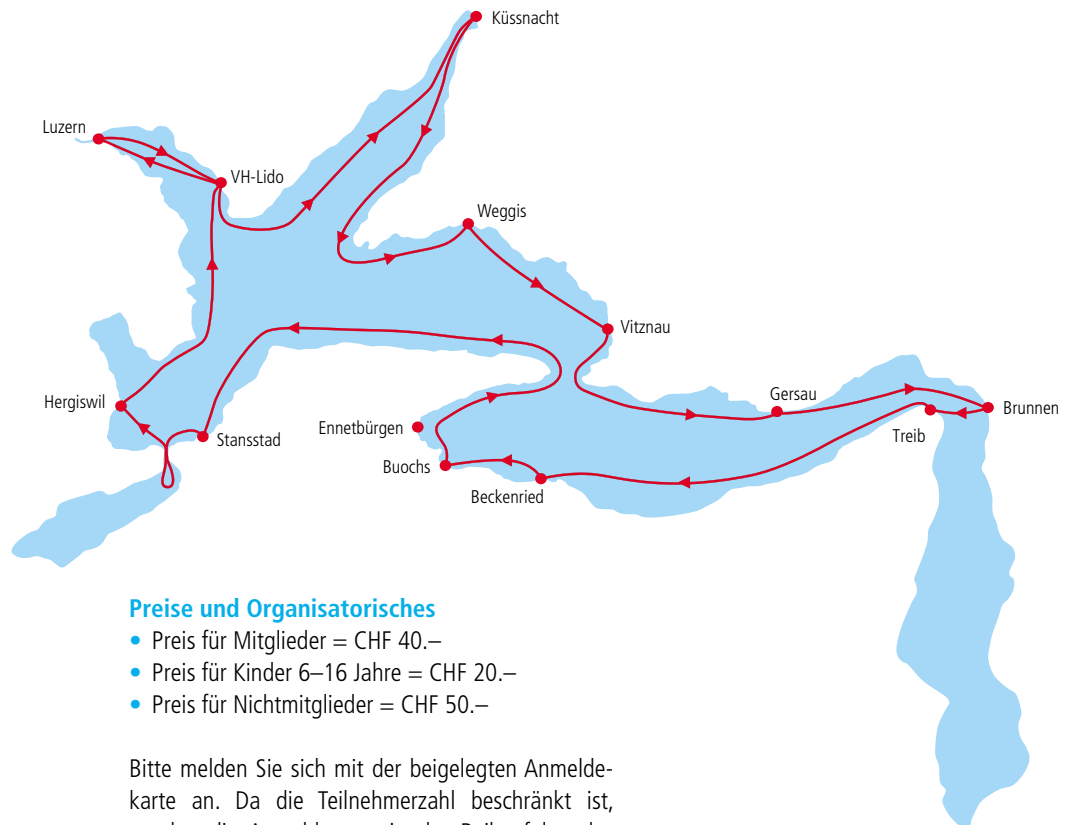 Küssnacht
Luzern
VH-Lido
Weggis
Vitznau
Gersau
Hergiswil
Brunnen
Ennetbürgen
Treib
Stansstad
Buochs
Beckenried
Preise und Organisatorisches
• Preis für Mitglieder = CHF 40.–
• Preis für Kinder 6–16 Jahre = CHF 20.–
• Preis für Nichtmitglieder = CHF 50.–
Bitte melden Sie sich mit der beigelegten Anmelde-
karte an. Da die Teilnehmerzahl beschränkt ist,